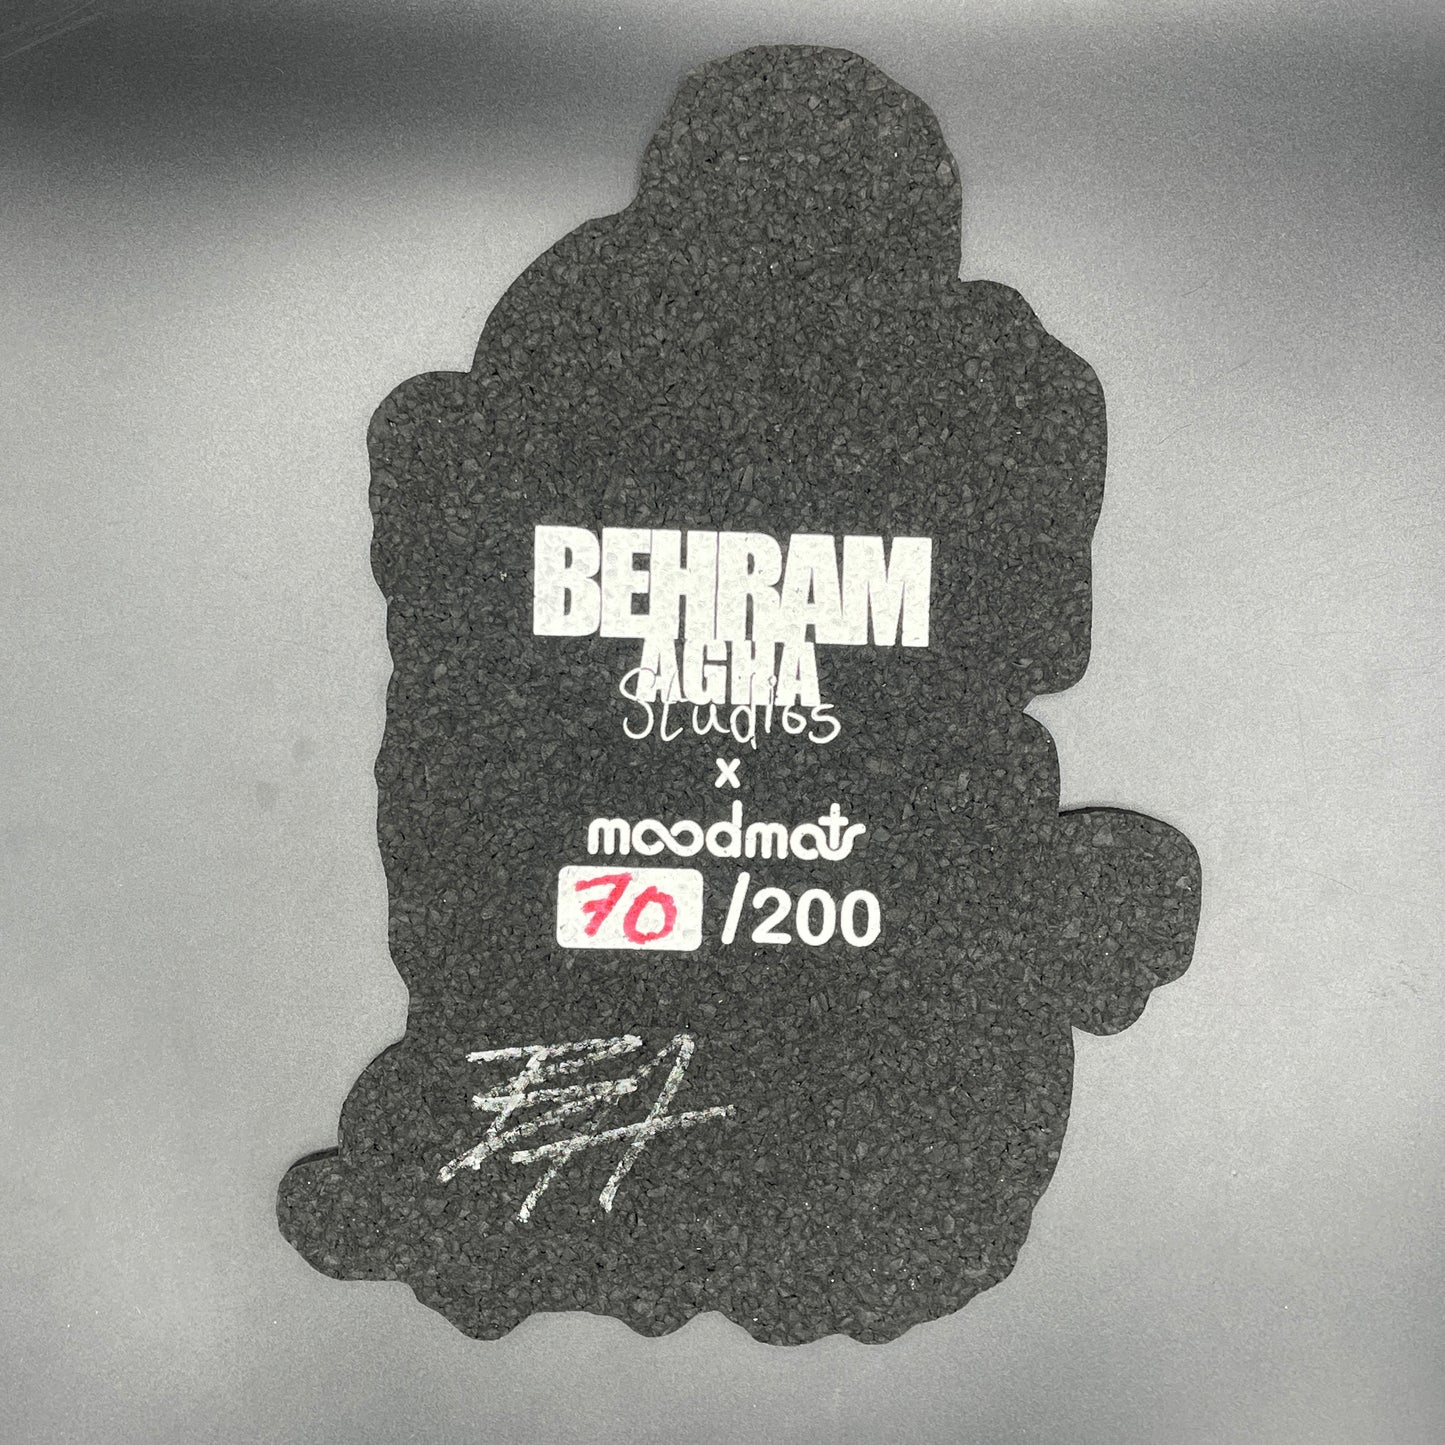 BEHRAM
AGHA
Studios
x
moodmats
70 /200